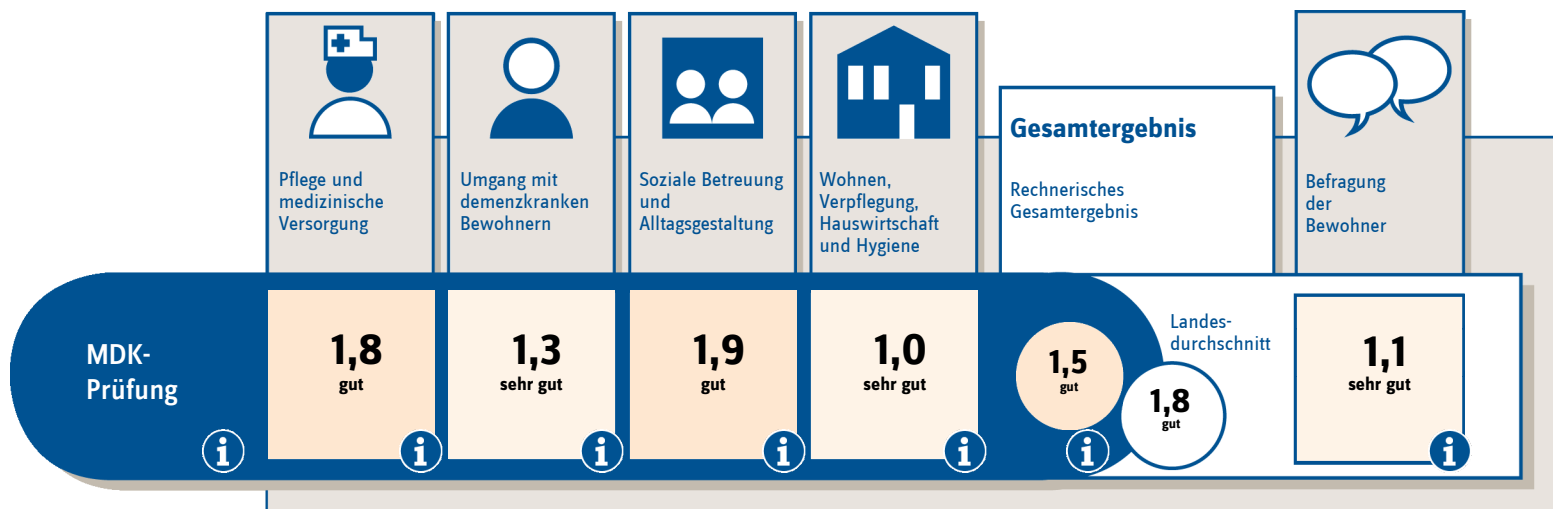 Pflege und
medizinische
Versorgung
Umgang mit
demenzkranken
Bewohnern
Soziale Betreuung
und
Alltagsgestaltung
Wohnen,
Verpflegung,
Hauswirtschaft
und Hygiene
Gesamtergebnis
Rechnerisches
Gesamtergebnis
Befragung
der
Bewohner
MDK-
Prüfung
i
1,8
gut
i
1,3
sehr gut
i
1,9
gut
i
1,0
sehr gut
i
1,5
gut
i
Landes-
durchschnitt
1,8
gut
1,1
sehr gut
i